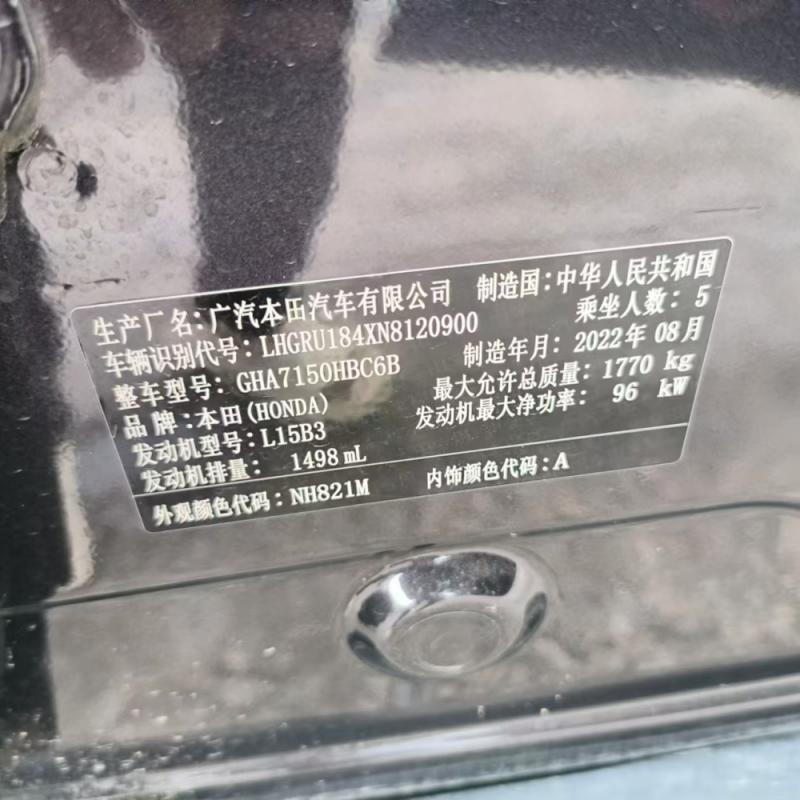 生产厂名:广汽本田汽车有限公司 制造国:中华人民共和国
车辆识别代号:LHGRU184XN8120900 乘坐人数: 5
整车型号:GHA7150HBC6B 制造年月:2022年 08月
品牌:本田(HONDA) 最大允许总质量:1770 kg
发动机型号:L15B3 发动机最大净功率: 96 kW
发动机排量: 1498 mL
外观颜色代码:NH821M 内饰颜色代码:A